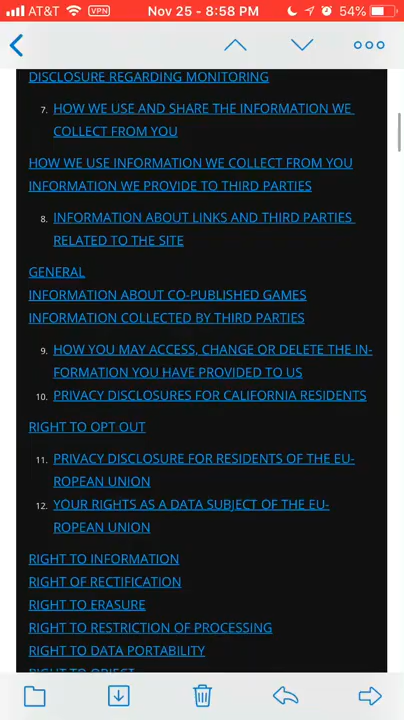 AT&T VPN Nov 25 - 8:58 PM 54%
DISCLOSURE REGARDING MONITORING
7. HOW WE USE AND SHARE THE INFORMATION WE
COLLECT FROM YOU
HOW WE USE INFORMATION WE COLLECT FROM YOU
INFORMATION WE PROVIDE TO THIRD PARTIES
8. INFORMATION ABOUT LINKS AND THIRD PARTIES
RELATED TO THE SITE
GENERAL
INFORMATION ABOUT CO-PUBLISHED GAMES
INFORMATION COLLECTED BY THIRD PARTIES
9. HOW YOU MAY ACCESS, CHANGE OR DELETE THE IN-
FORMATION YOU HAVE PROVIDED TO US
10. PRIVACY DISCLOSURES FOR CALIFORNIA RESIDENTS
RIGHT TO OPT OUT
11. PRIVACY DISCLOSURE FOR RESIDENTS OF THE EU-
ROPEAN UNION
12. YOUR RIGHTS AS A DATA SUBJECT OF THE EU-
ROPEAN UNION
RIGHT TO INFORMATION
RIGHT OF RECTIFICATION
RIGHT TO ERASURE
RIGHT TO RESTRICTION OF PROCESSING
RIGHT TO DATA PORTABILITY
RIGHT TO OBJECT